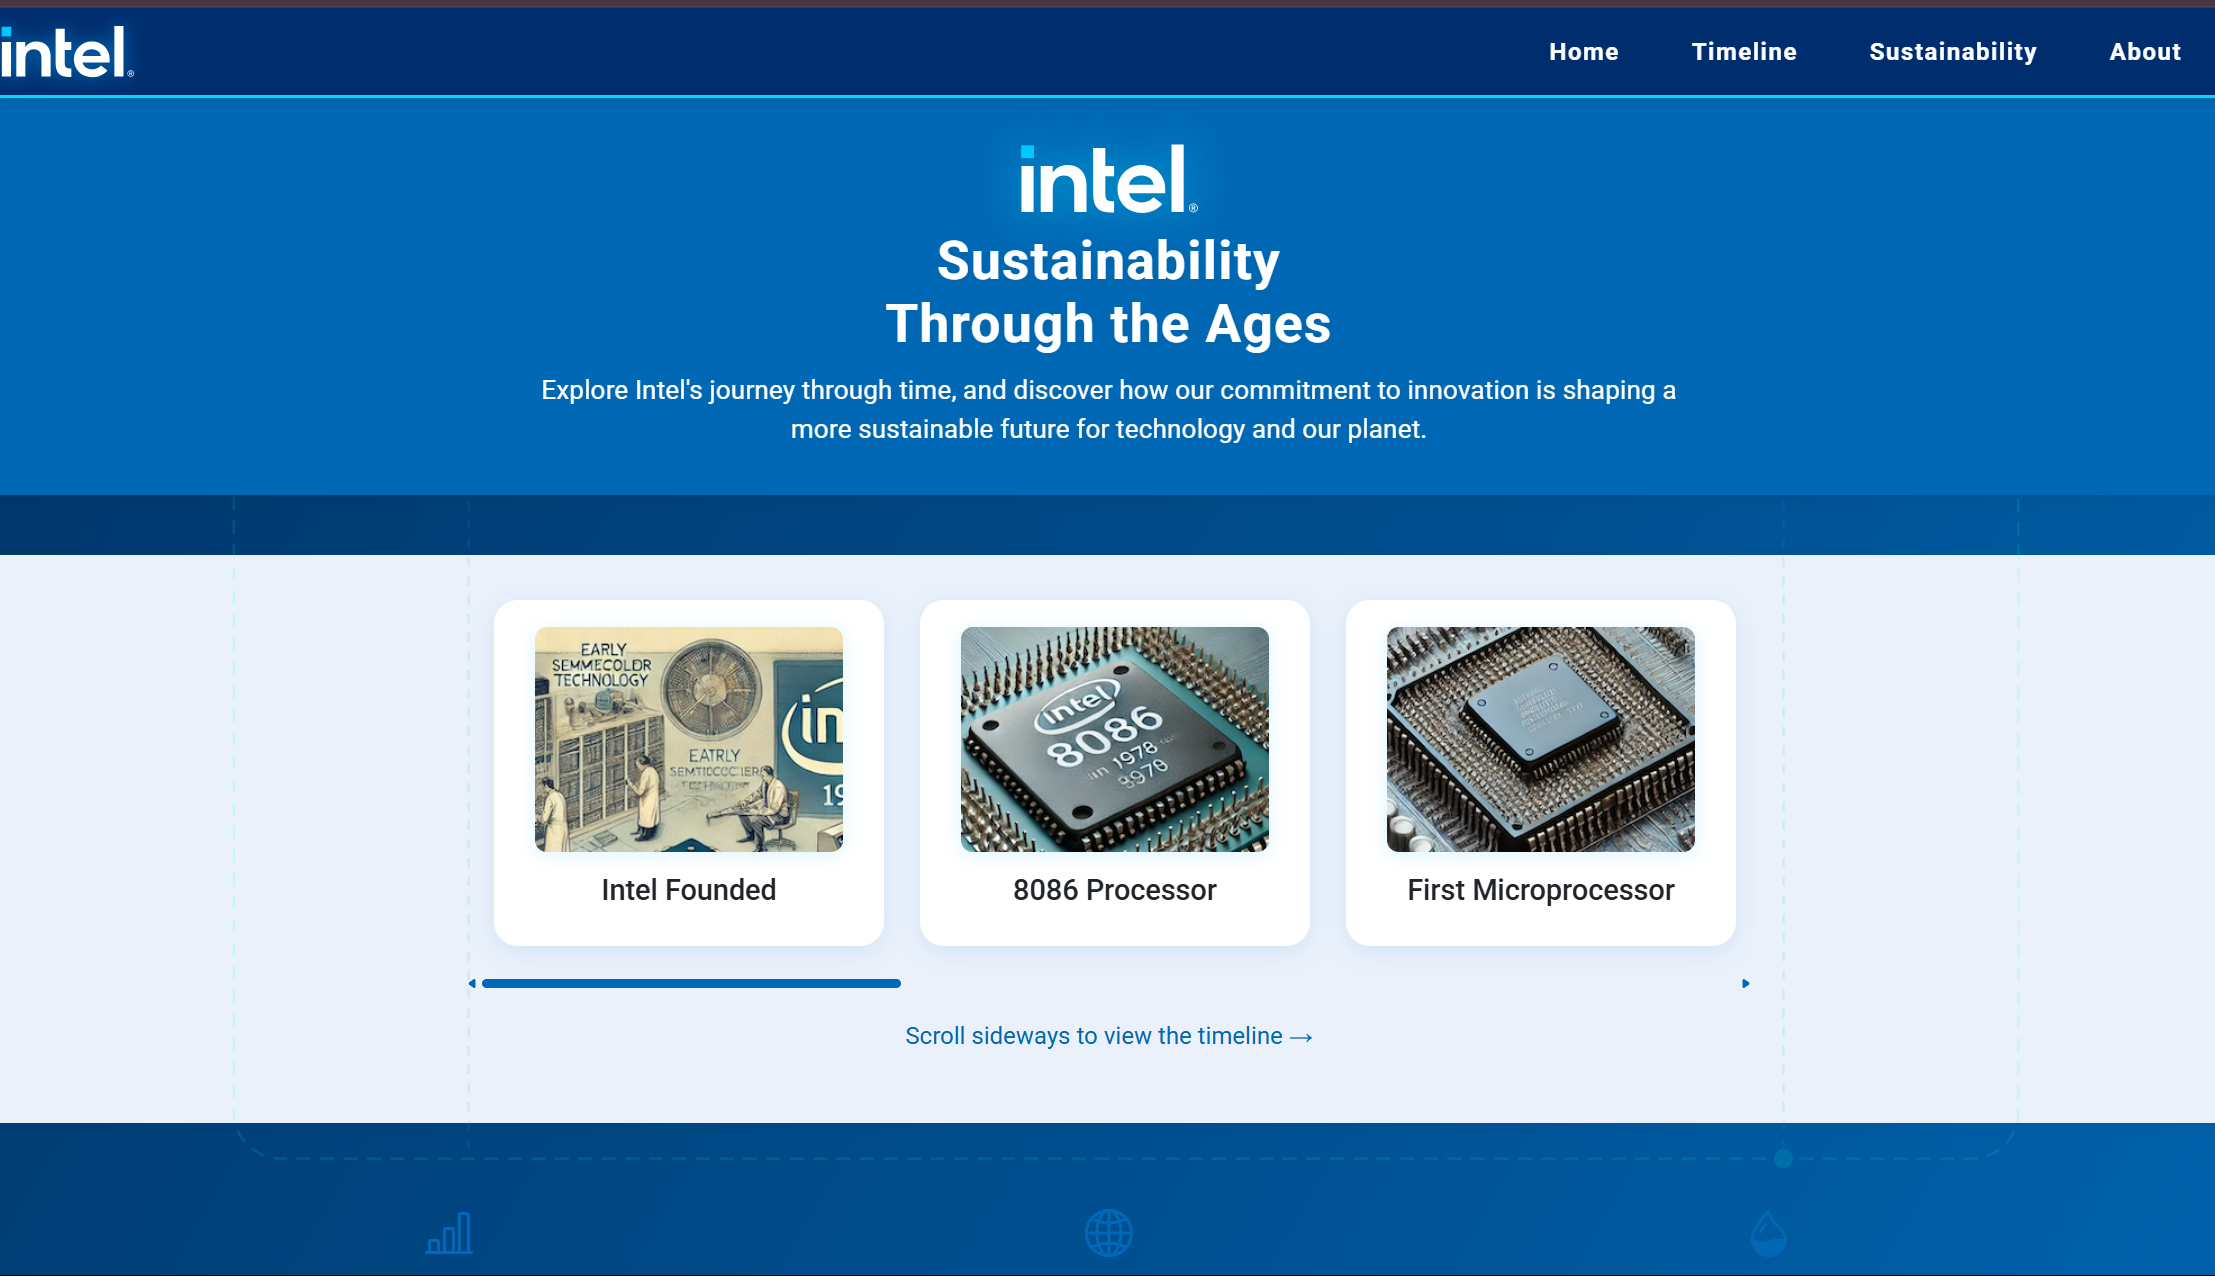 intel®
Home
Timeline
Sustainability
About
intel®
Sustainability
Through the Ages
Explore Intel's journey through time, and discover how our commitment to innovation is shaping a
more sustainable future for technology and our planet.
EARLY
SEMMECOLDR
TECHNOLOGY
EATRLY
in
19
intel
8086
1978
Intel Founded
8086 Processor
First Microprocessor
Scroll sideways to view the timeline →